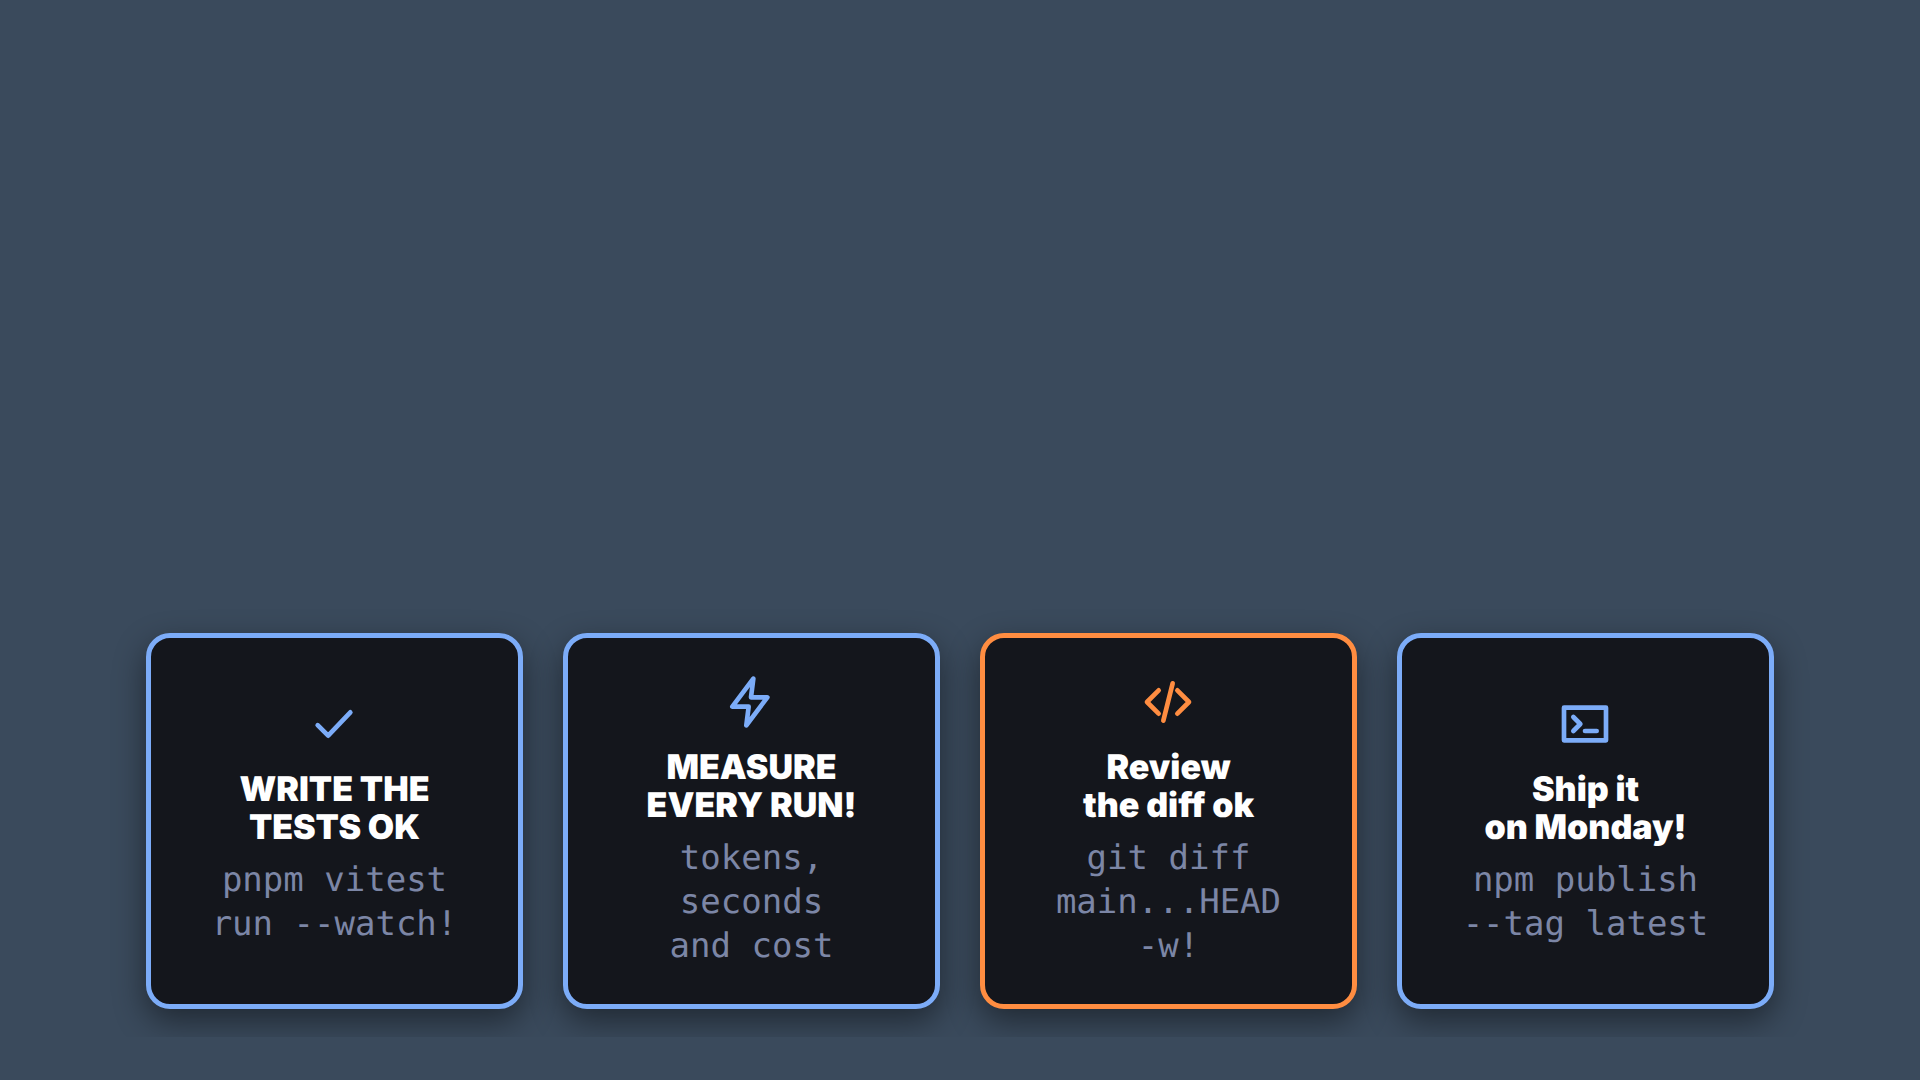 WRITE THE
TESTS OK
pnpm vitest
run --watch!
MEASURE
EVERY RUN!
tokens,
seconds
and cost
Review
the diff ok
git diff
main...HEAD
-w!
Ship it
on Monday!
npm publish
--tag latest